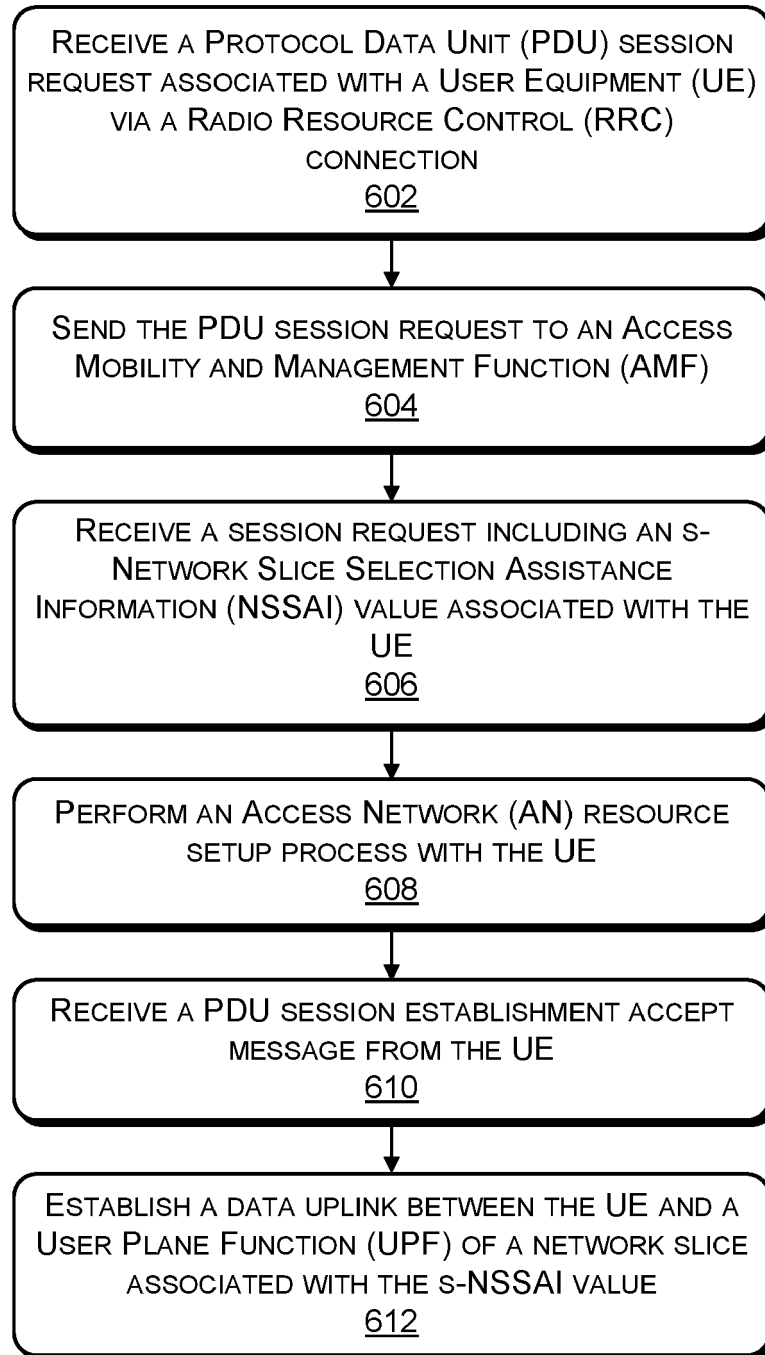 RECEIVE A PROTOCOL DATA UNIT (PDU) SESSION
REQUEST ASSOCIATED WITH A USER EQUIPMENT (UE)
VIA A RADIO RESOURCE CONTROL (RRC)
CONNECTION
602
SEND THE PDU SESSION REQUEST TO AN ACCESS
MOBILITY AND MANAGEMENT FUNCTION (AMF)
604
RECEIVE A SESSION REQUEST INCLUDING AN S-
NETWORK SLICE SELECTION ASSISTANCE
INFORMATION (NSSAI) VALUE ASSOCIATED WITH THE
UE
606
PERFORM AN ACCESS NETWORK (AN) RESOURCE
SETUP PROCESS WITH THE UE
608
RECEIVE A PDU SESSION ESTABLISHMENT ACCEPT
MESSAGE FROM THE UE
610
ESTABLISH A DATA UPLINK BETWEEN THE UE AND A
USER PLANE FUNCTION (UPF) OF A NETWORK SLICE
ASSOCIATED WITH THE S-NSSAI VALUE
612